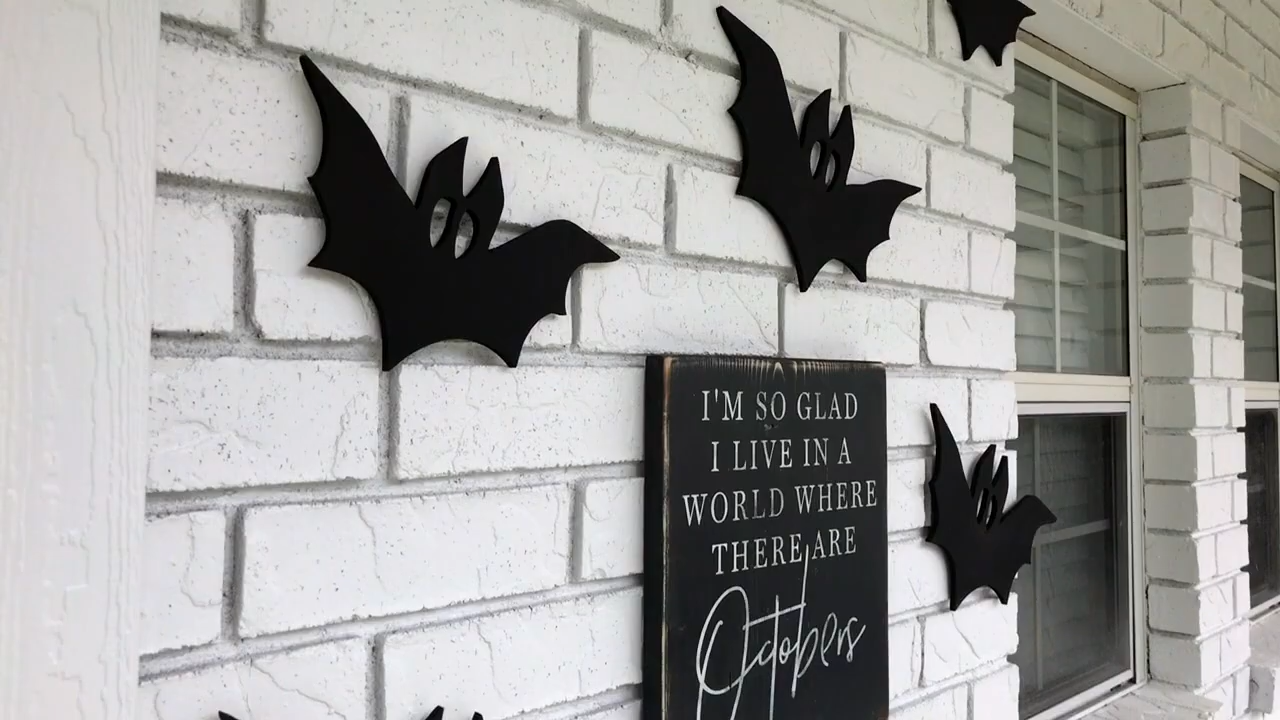 I'M SO GLAD
I LIVE IN A
WORLD WHERE
THERE ARE
Octobers